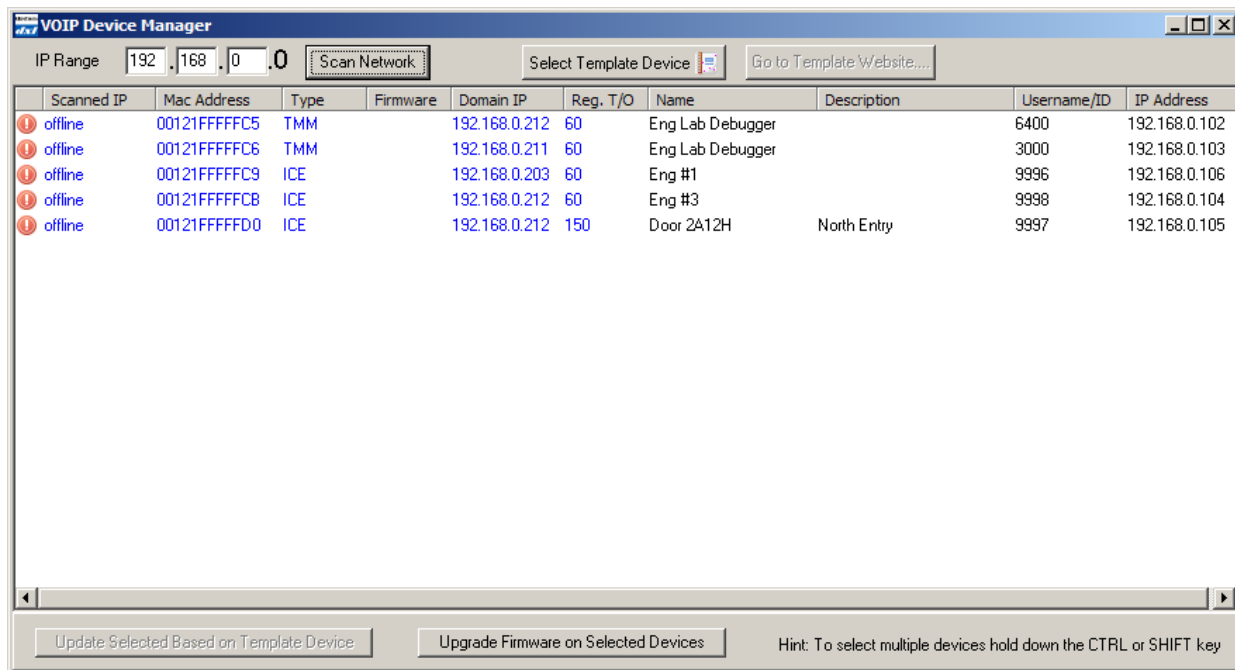 VOIP Device Manager
IP Range 192 . 168 . 0 .0 Scan Network Select Template Device Go to Template Website....
Scanned IP Mac Address Type Firmware Domain IP Reg. T/O Name Description Username/ID IP Address
offline 00121FFFFFC5 TMM 192.168.0.212 60 Eng Lab Debugger 6400 192.168.0.102
offline 00121FFFFFC6 TMM 192.168.0.211 60 Eng Lab Debugger 3000 192.168.0.103
offline 00121FFFFFC9 ICE 192.168.0.203 60 Eng #1 9996 192.168.0.106
offline 00121FFFFFCB ICE 192.168.0.212 60 Eng #3 9998 192.168.0.104
offline 00121FFFFFD0 ICE 192.168.0.212 150 Door 2A12H North Entry 9997 192.168.0.105
Update Selected Based on Template Device Upgrade Firmware on Selected Devices Hint: To select multiple devices hold down the CTRL or SHIFT key